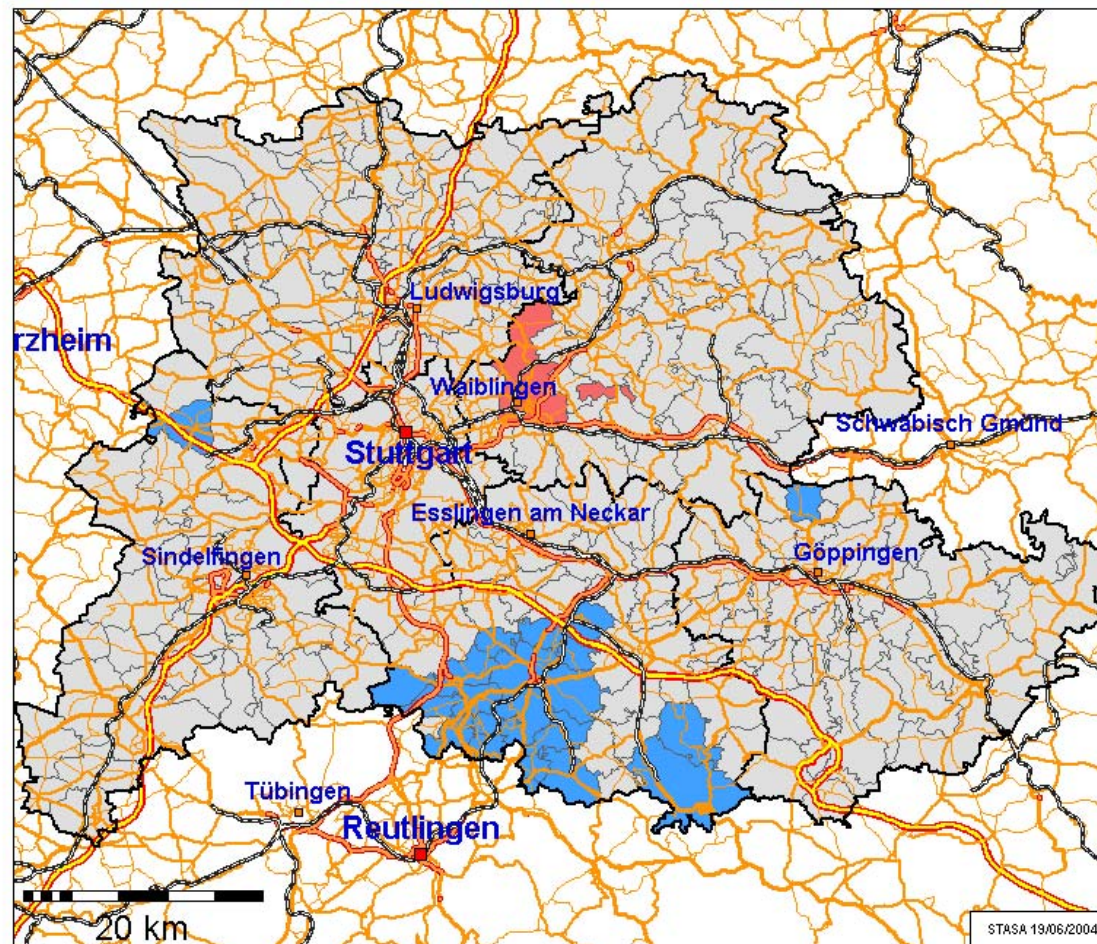 Ludwigsburg
rzheim
Waiblingen
Schwäbisch Gmünd
Stuttgart
Esslingen am Neckar
Sindelfingen
Göppingen
Tübingen
Reutlingen
20 km
STASA 19/06/2004